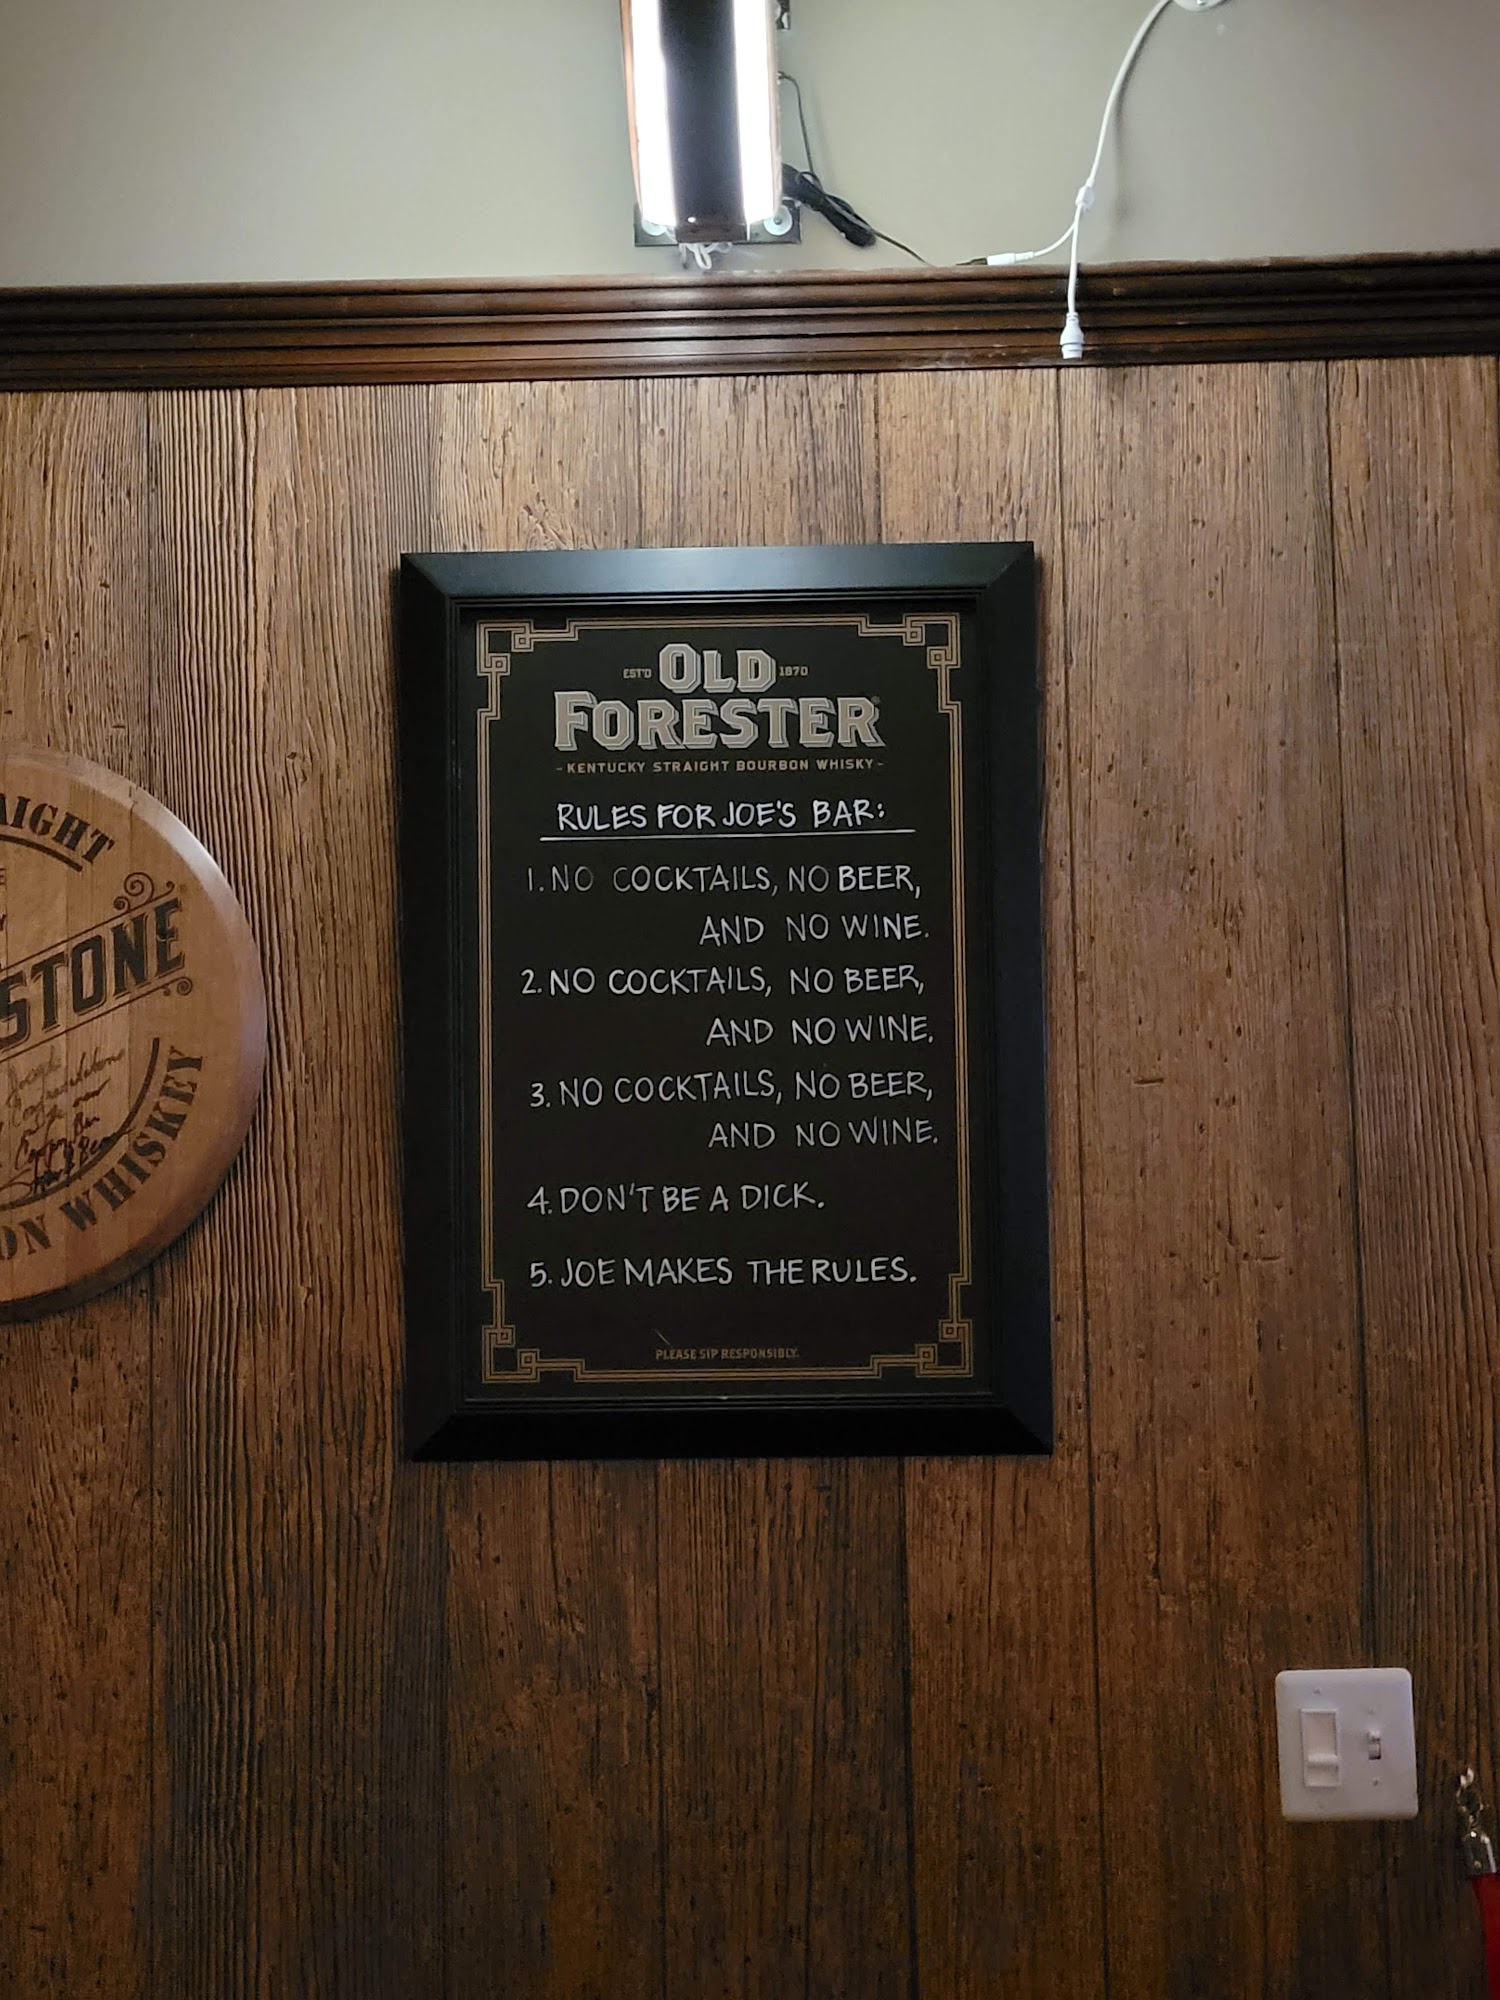 EST'D OLD 1870
FORESTER
- KENTUCKY STRAIGHT BOURBON WHISKY -
RULES FOR JOE'S BAR:
1. NO COCKTAILS, NO BEER,
AND NO WINE.
2. NO COCKTAILS, NO BEER,
AND NO WINE.
3. NO COCKTAILS, NO BEER,
AND NO WINE.
4. DON'T BE A DICK.
5. JOE MAKES THE RULES.
PLEASE SIP RESPONSIBLY.
AIGHT
STONE
ON WHISKEY